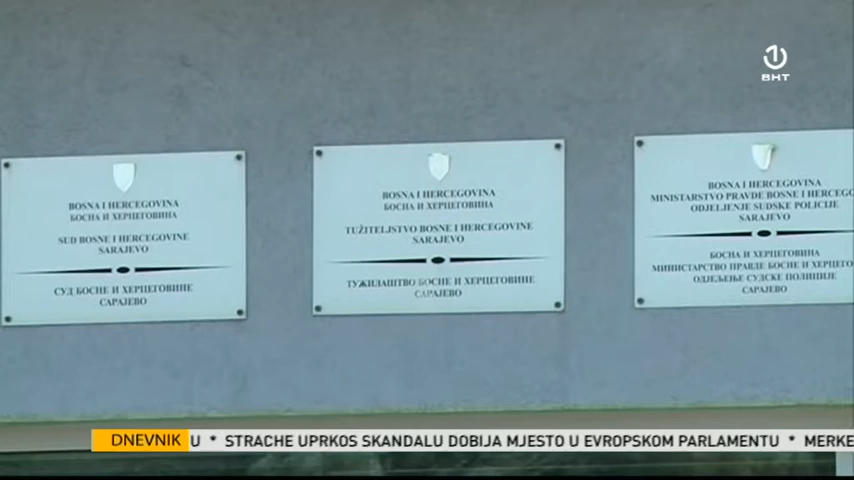 1
BHT
BOSNA I HERCEGOVINA
БОСНА И ХЕРЦЕГОВИНА
SUD BOSNE I HERCEGOVINE
SARAJEVO
СУД БОСНЕ И ХЕРЦЕГОВИНЕ
САРАЈЕВО
BOSNA I HERCEGOVINA
БОСНА И ХЕРЦЕГОВИНА
TUŽITELJSTVO BOSNE I HERCEGOVINE
SARAJEVO
ТУЖИЛАШТВО БОСНЕ И ХЕРЦЕГОВИНЕ
САРАЈЕВО
BOSNA I HERCEGOVINA
MINISTARSTVO PRAVDE BOSNE I HERCEGO
ODJELJENJE SUDSKE POLICIJE
SARAJEVO
БОСНА И ХЕРЦЕГОВИНА
МИНИСТАРСТВО ПРАВДЕ БОСНЕ И ХЕРЦЕГО
ОДЈЕЉЕЊЕ СУДСКЕ ПОЛИЦИЈЕ
САРАЈЕВО
DNEVNIK U * STRACHE UPRKOS SKANDALU DOBIJA MJESTO U EVROPSKOM PARLAMENTU * MERKE